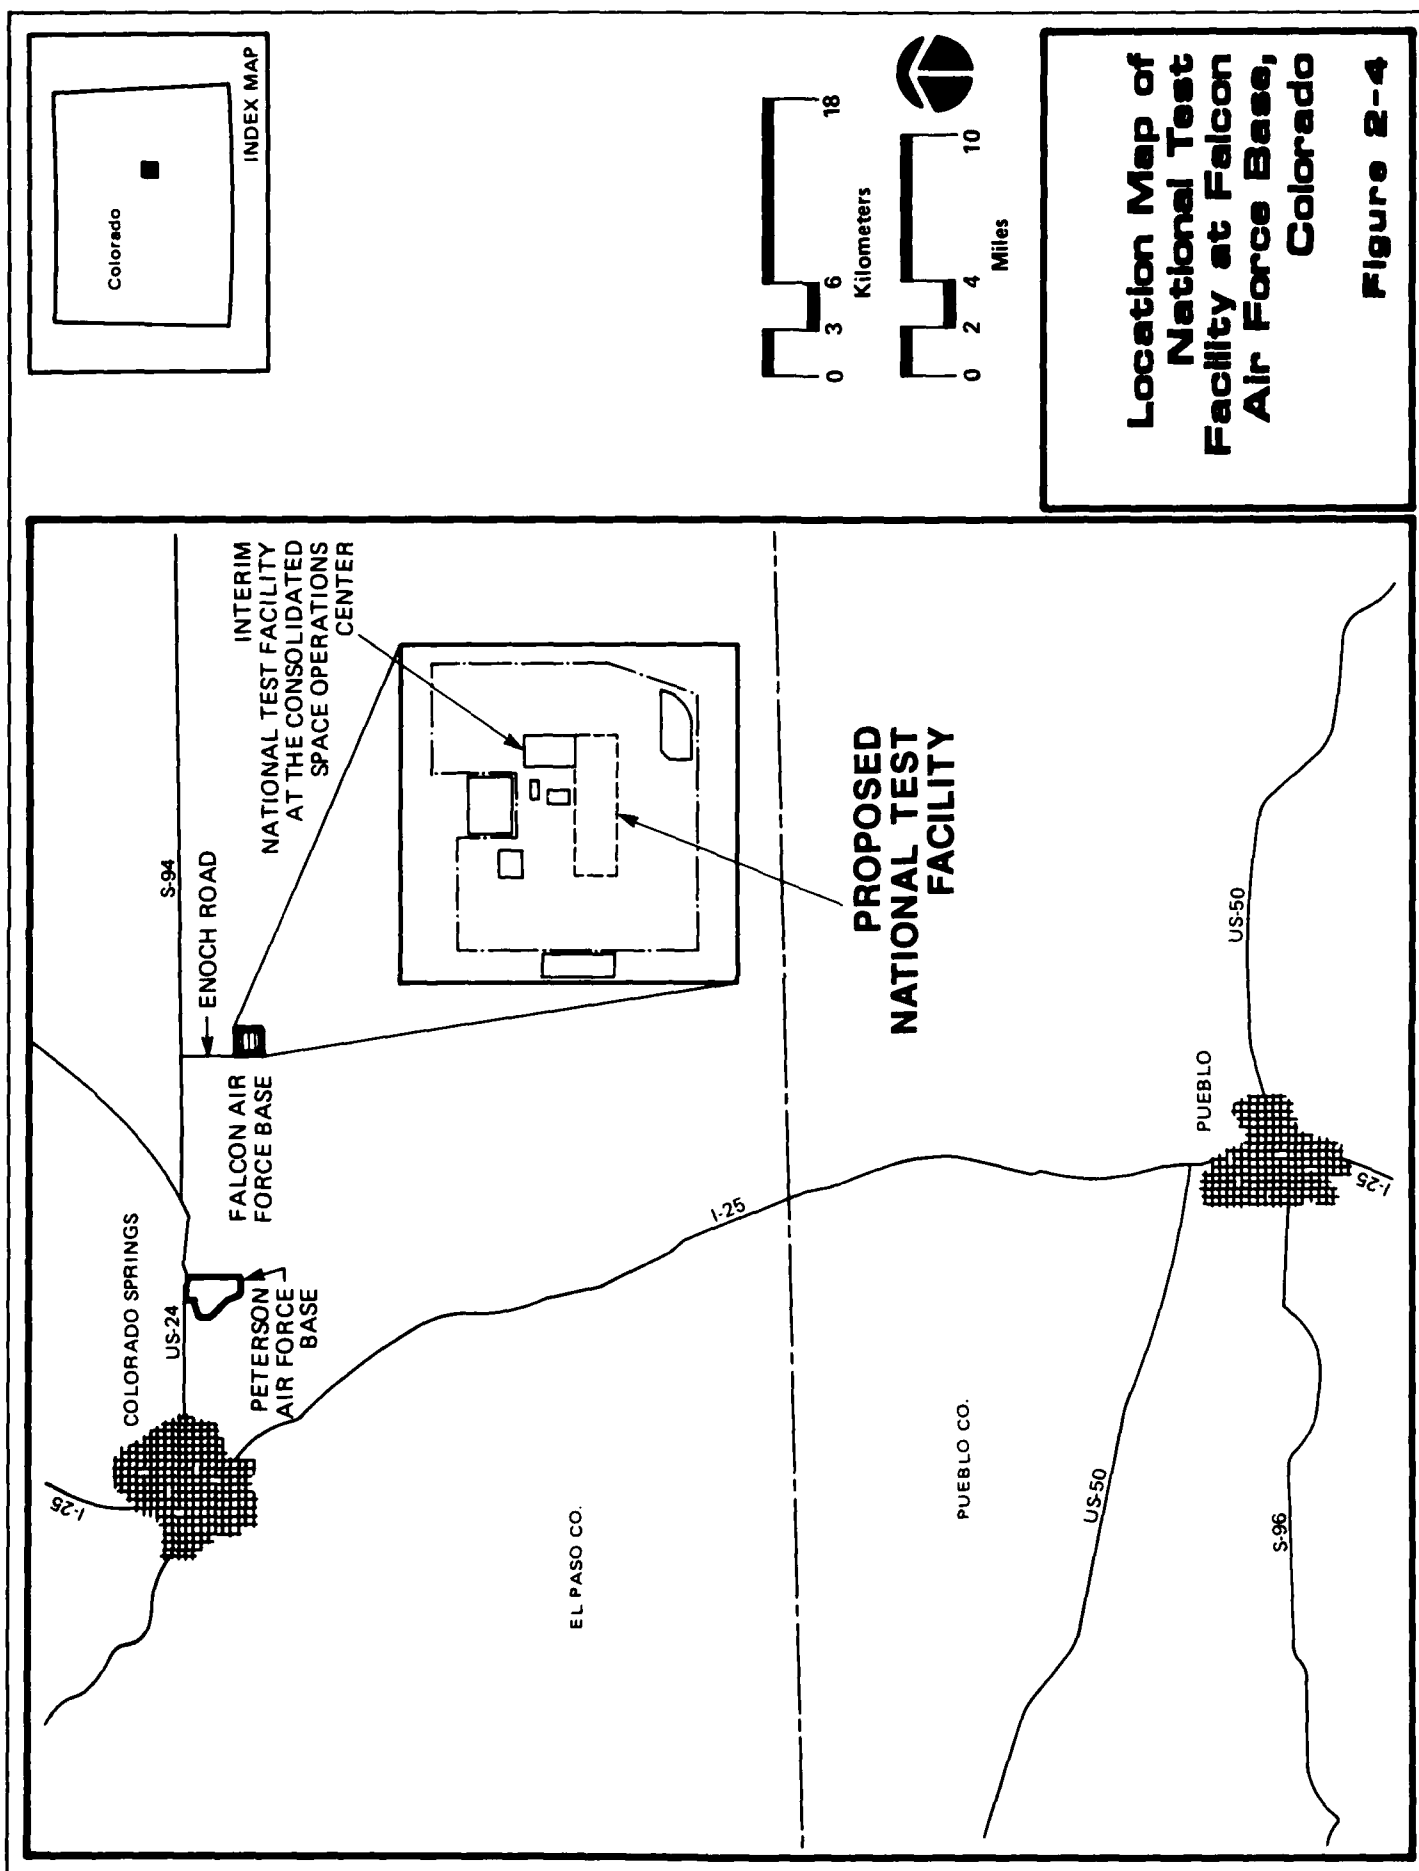 I-25
COLORADO SPRINGS
US-24
PETERSON
AIR FORCE
BASE
FALCON AIR
FORCE BASE
ENOCH ROAD
S-94
INTERIM
NATIONAL TEST FACILITY
AT THE CONSOLIDATED
SPACE OPERATIONS
CENTER
EL PASO CO.
I-25
PROPOSED
NATIONAL TEST
FACILITY
PUEBLO CO.
US-50
PUEBLO
US-50
S-96
I-25
Colorado
INDEX MAP
0 3 6 18
Kilometers
0 2 4 10
Miles
Location Map of
National Test
Facility at Falcon
Air Force Base,
Colorado
Figure 2-4